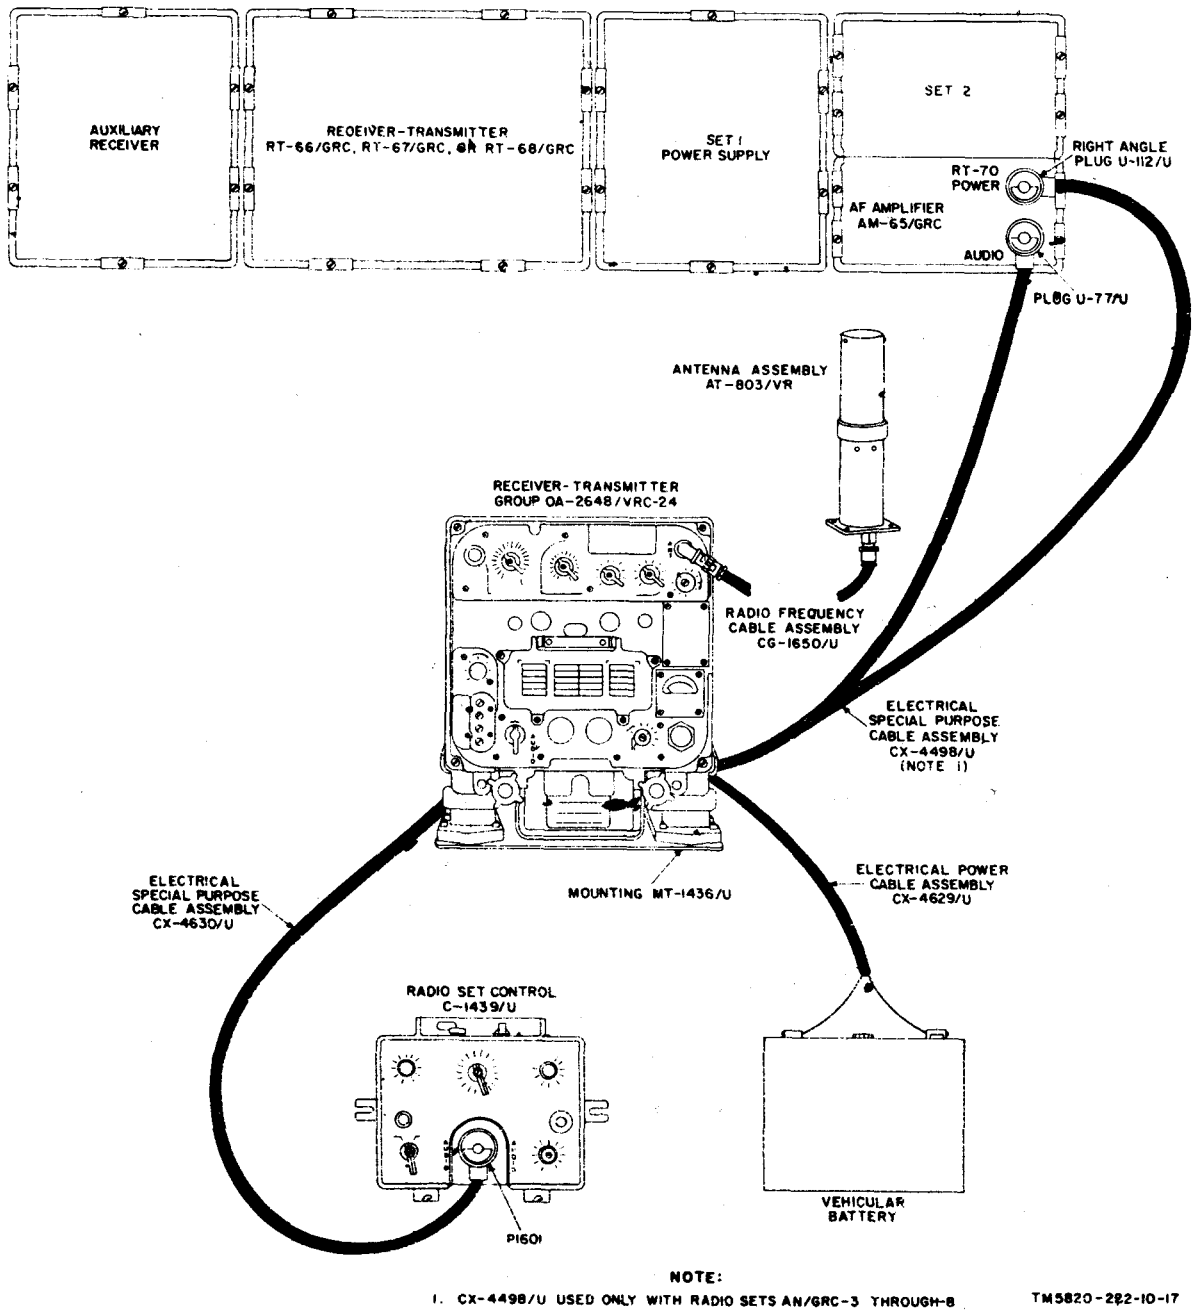 AUXILIARY
RECEIVER
RECEIVER-TRANSMITTER
RT-66/GRC, RT-67/GRC, OR RT-68/GRC
SET 1
POWER SUPPLY
SET 2
RT-70
POWER
RIGHT ANGLE
PLUG U-112/U
AF AMPLIFIER
AM-65/GRC
AUDIO
PLUG U-77/U
ANTENNA ASSEMBLY
AT-803/VR
RECEIVER-TRANSMITTER
GROUP OA-2648/VRC-24
RADIO FREQUENCY
CABLE ASSEMBLY
CG-1650/U
ELECTRICAL
SPECIAL PURPOSE
CABLE ASSEMBLY
CX-4498/U
(NOTE 1)
AUDIO
MOUNTING MT-1436/U
ELECTRICAL POWER
CABLE ASSEMBLY
CX-4629/U
ELECTRICAL
SPECIAL PURPOSE
CABLE ASSEMBLY
CX-4630/U
RADIO SET CONTROL
C-1439/U
AUDIO
P1601
VEHICULAR
BATTERY
NOTE:
1. CX-4498/U USED ONLY WITH RADIO SETS AN/GRC-3 THROUGH-8
TM5820-222-10-17